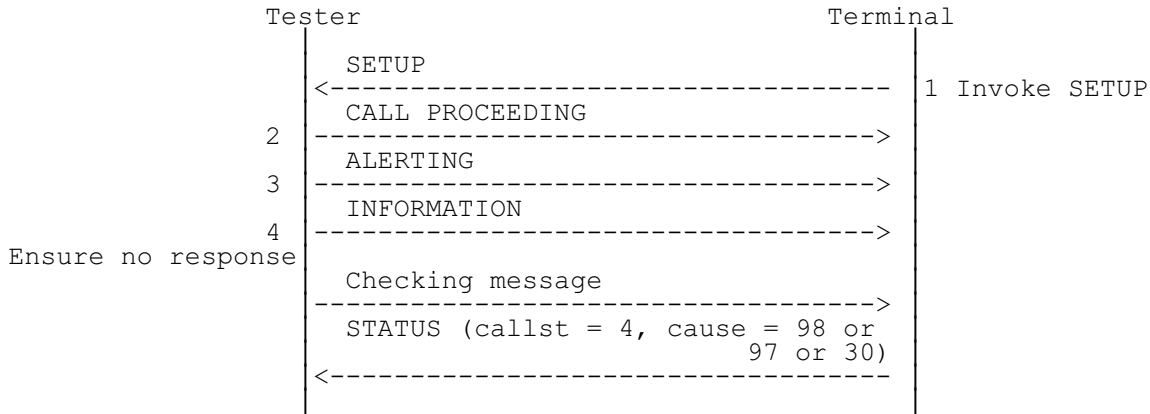 Tester Terminal
SETUP
<----------------------------------- 1 Invoke SETUP
CALL PROCEEDING
2 ----------------------------------->
ALERTING
3 ----------------------------------->
INFORMATION
4 ----------------------------------->
Ensure no response
Checking message
----------------------------------->
STATUS (callst = 4, cause = 98 or
97 or 30)
<-----------------------------------